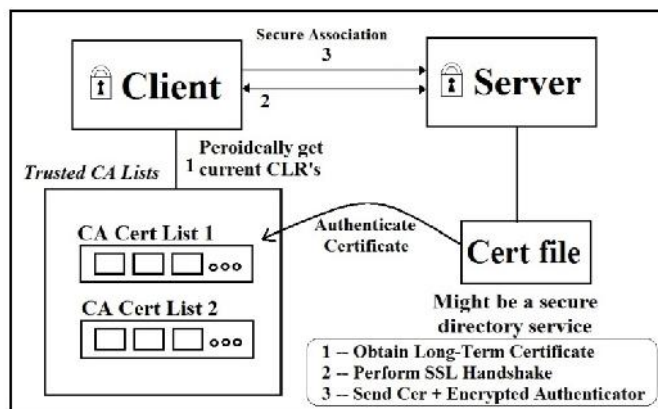 Secure Association
3
Client
Server
2
1 Peroidcally get
current CLR's
Trusted CA Lists
CA Cert List 1
CA Cert List 2
Authenticate
Certificate
Cert file
Might be a secure
directory service
1 -- Obtain Long-Term Certificate
2 -- Perform SSL Handshake
3 -- Send Cer + Encrypted Authenticator